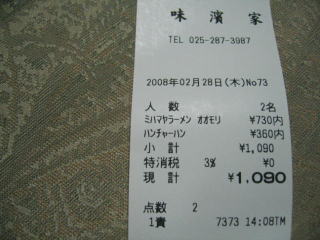 味 濱 家
TEL 025-287-3987
2008年02月28日(木)No73
人 数 2名
ミハマヤラーメン オオモリ ¥730内
ハンチャーハン ¥360内
小 計 ¥1,090
特消税 3% ¥0
現 計 ¥1,090
点数 2
1責 7373 14:08TM